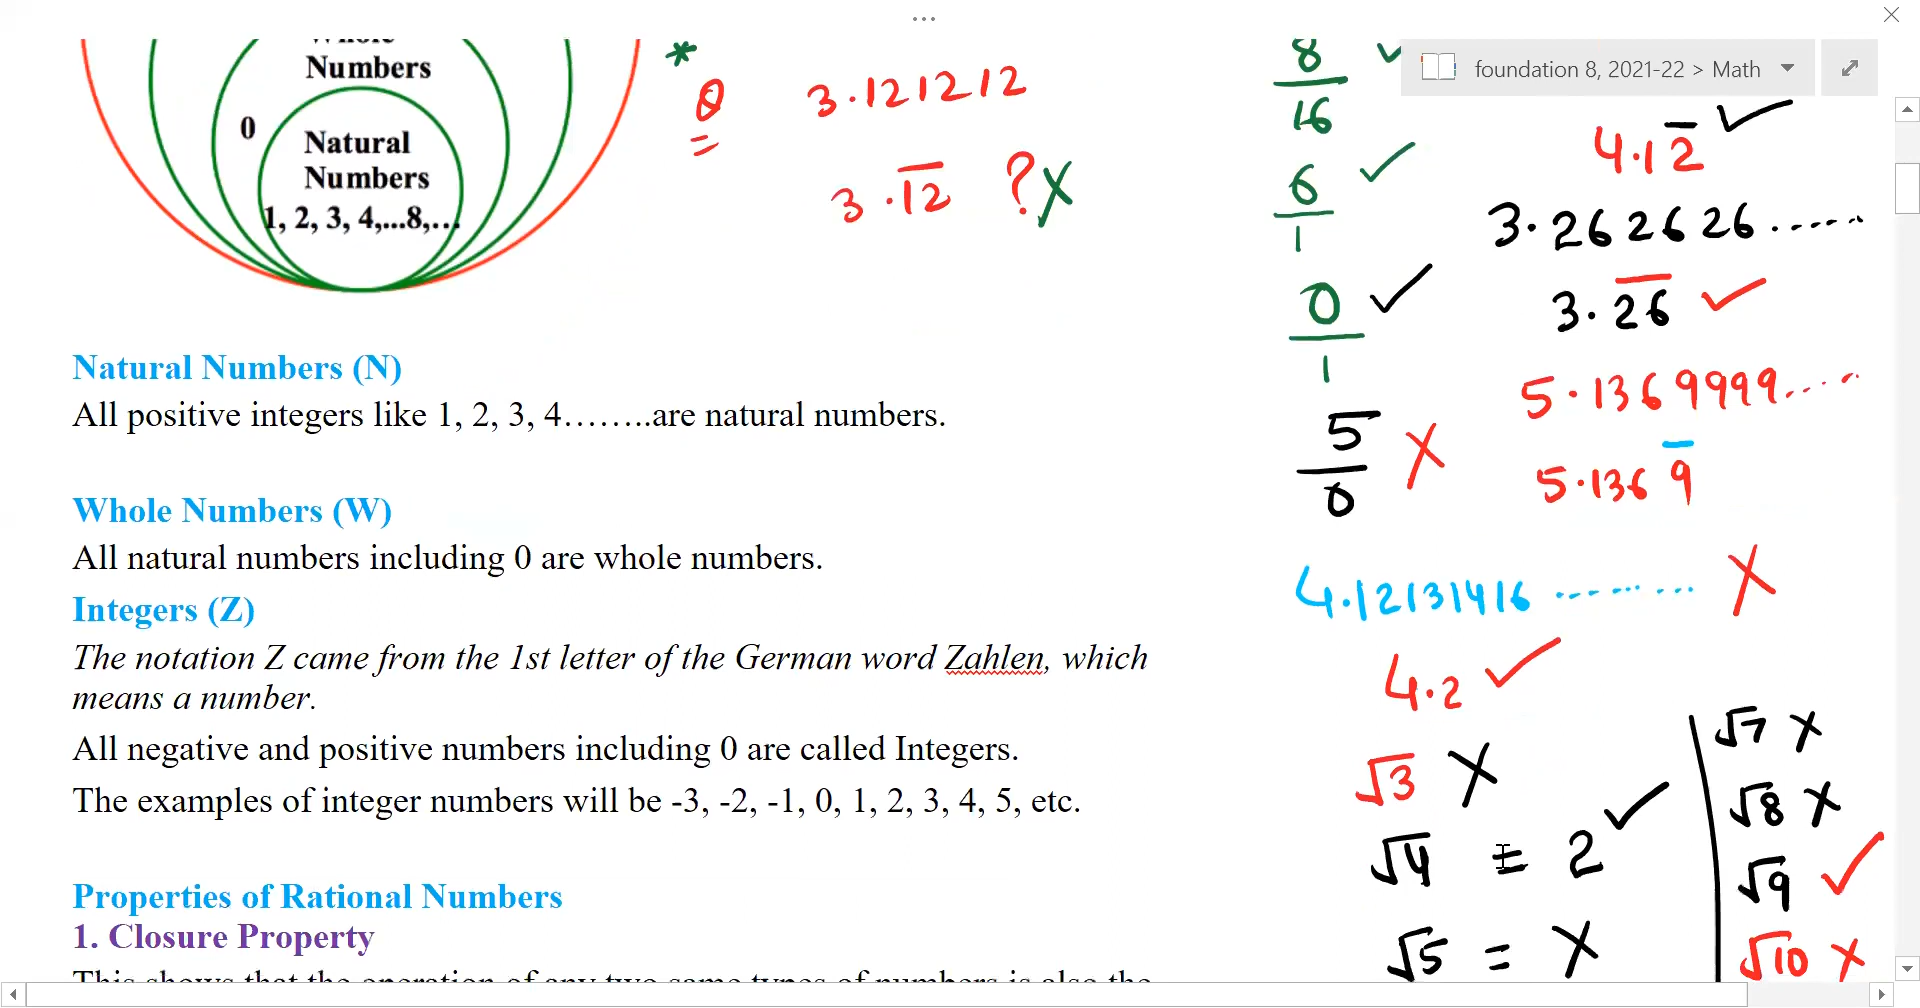 ...
foundation 8, 2021-22 > Math
Numbers
0
Natural
Numbers
1, 2, 3, 4,...8,...
*
θ
=
3.121212
3.1̅2̅ ? X
8/16 ✓
6/1 ✓
0/1 ✓
5/0 X
4.12̅ ✓
3.262626.....
3.2̅6̅ ✓
5.1369999.....
5.1369̅
4.12131416......... X
4.2 ✓
√3 X
√4 = 2 ✓
√5 = X
√7 X
√8 X
√9 ✓
√10 X
Natural Numbers (N)
All positive integers like 1, 2, 3, 4……..are natural numbers.
Whole Numbers (W)
All natural numbers including 0 are whole numbers.
Integers (Z)
The notation Z came from the 1st letter of the German word Zahlen, which
means a number.
All negative and positive numbers including 0 are called Integers.
The examples of integer numbers will be -3, -2, -1, 0, 1, 2, 3, 4, 5, etc.
Properties of Rational Numbers
1. Closure Property